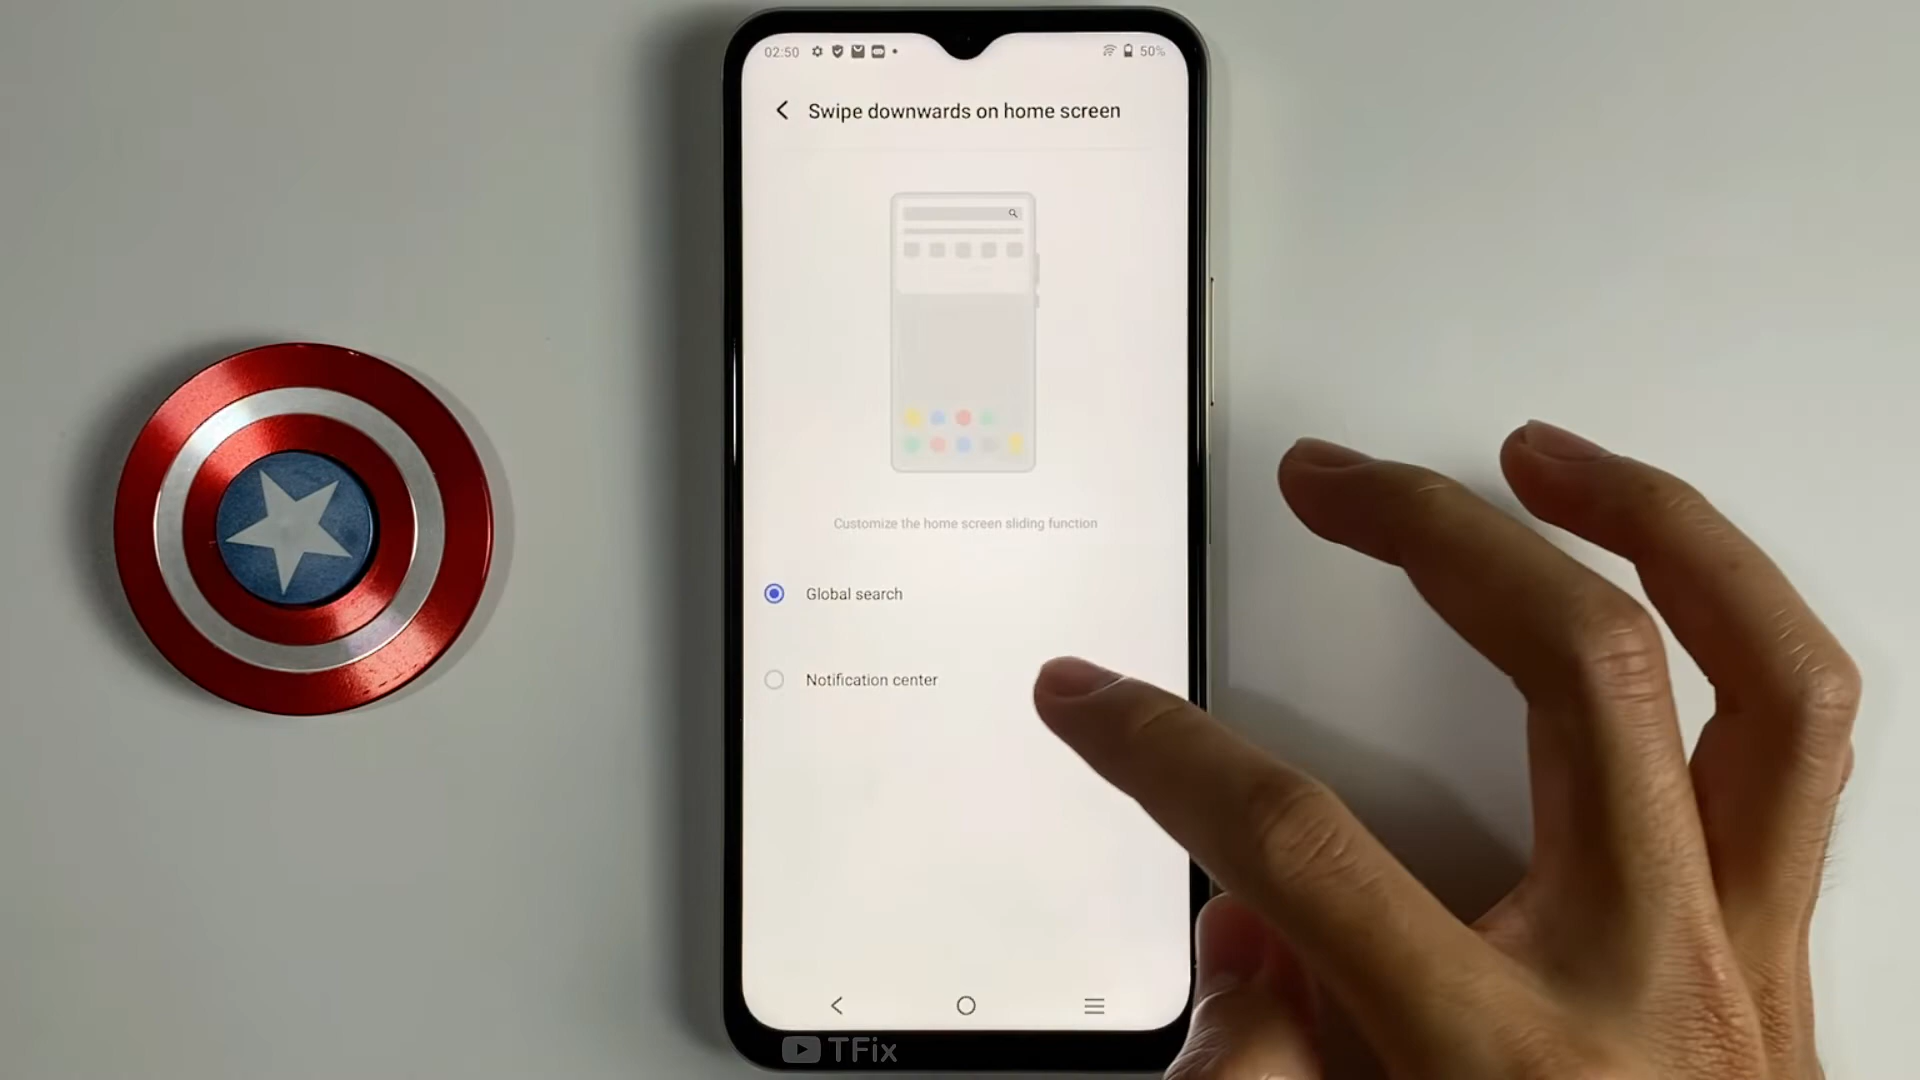 02:50 50%
Swipe downwards on home screen
Customize the home screen sliding function
Global search
Notification center
TFix